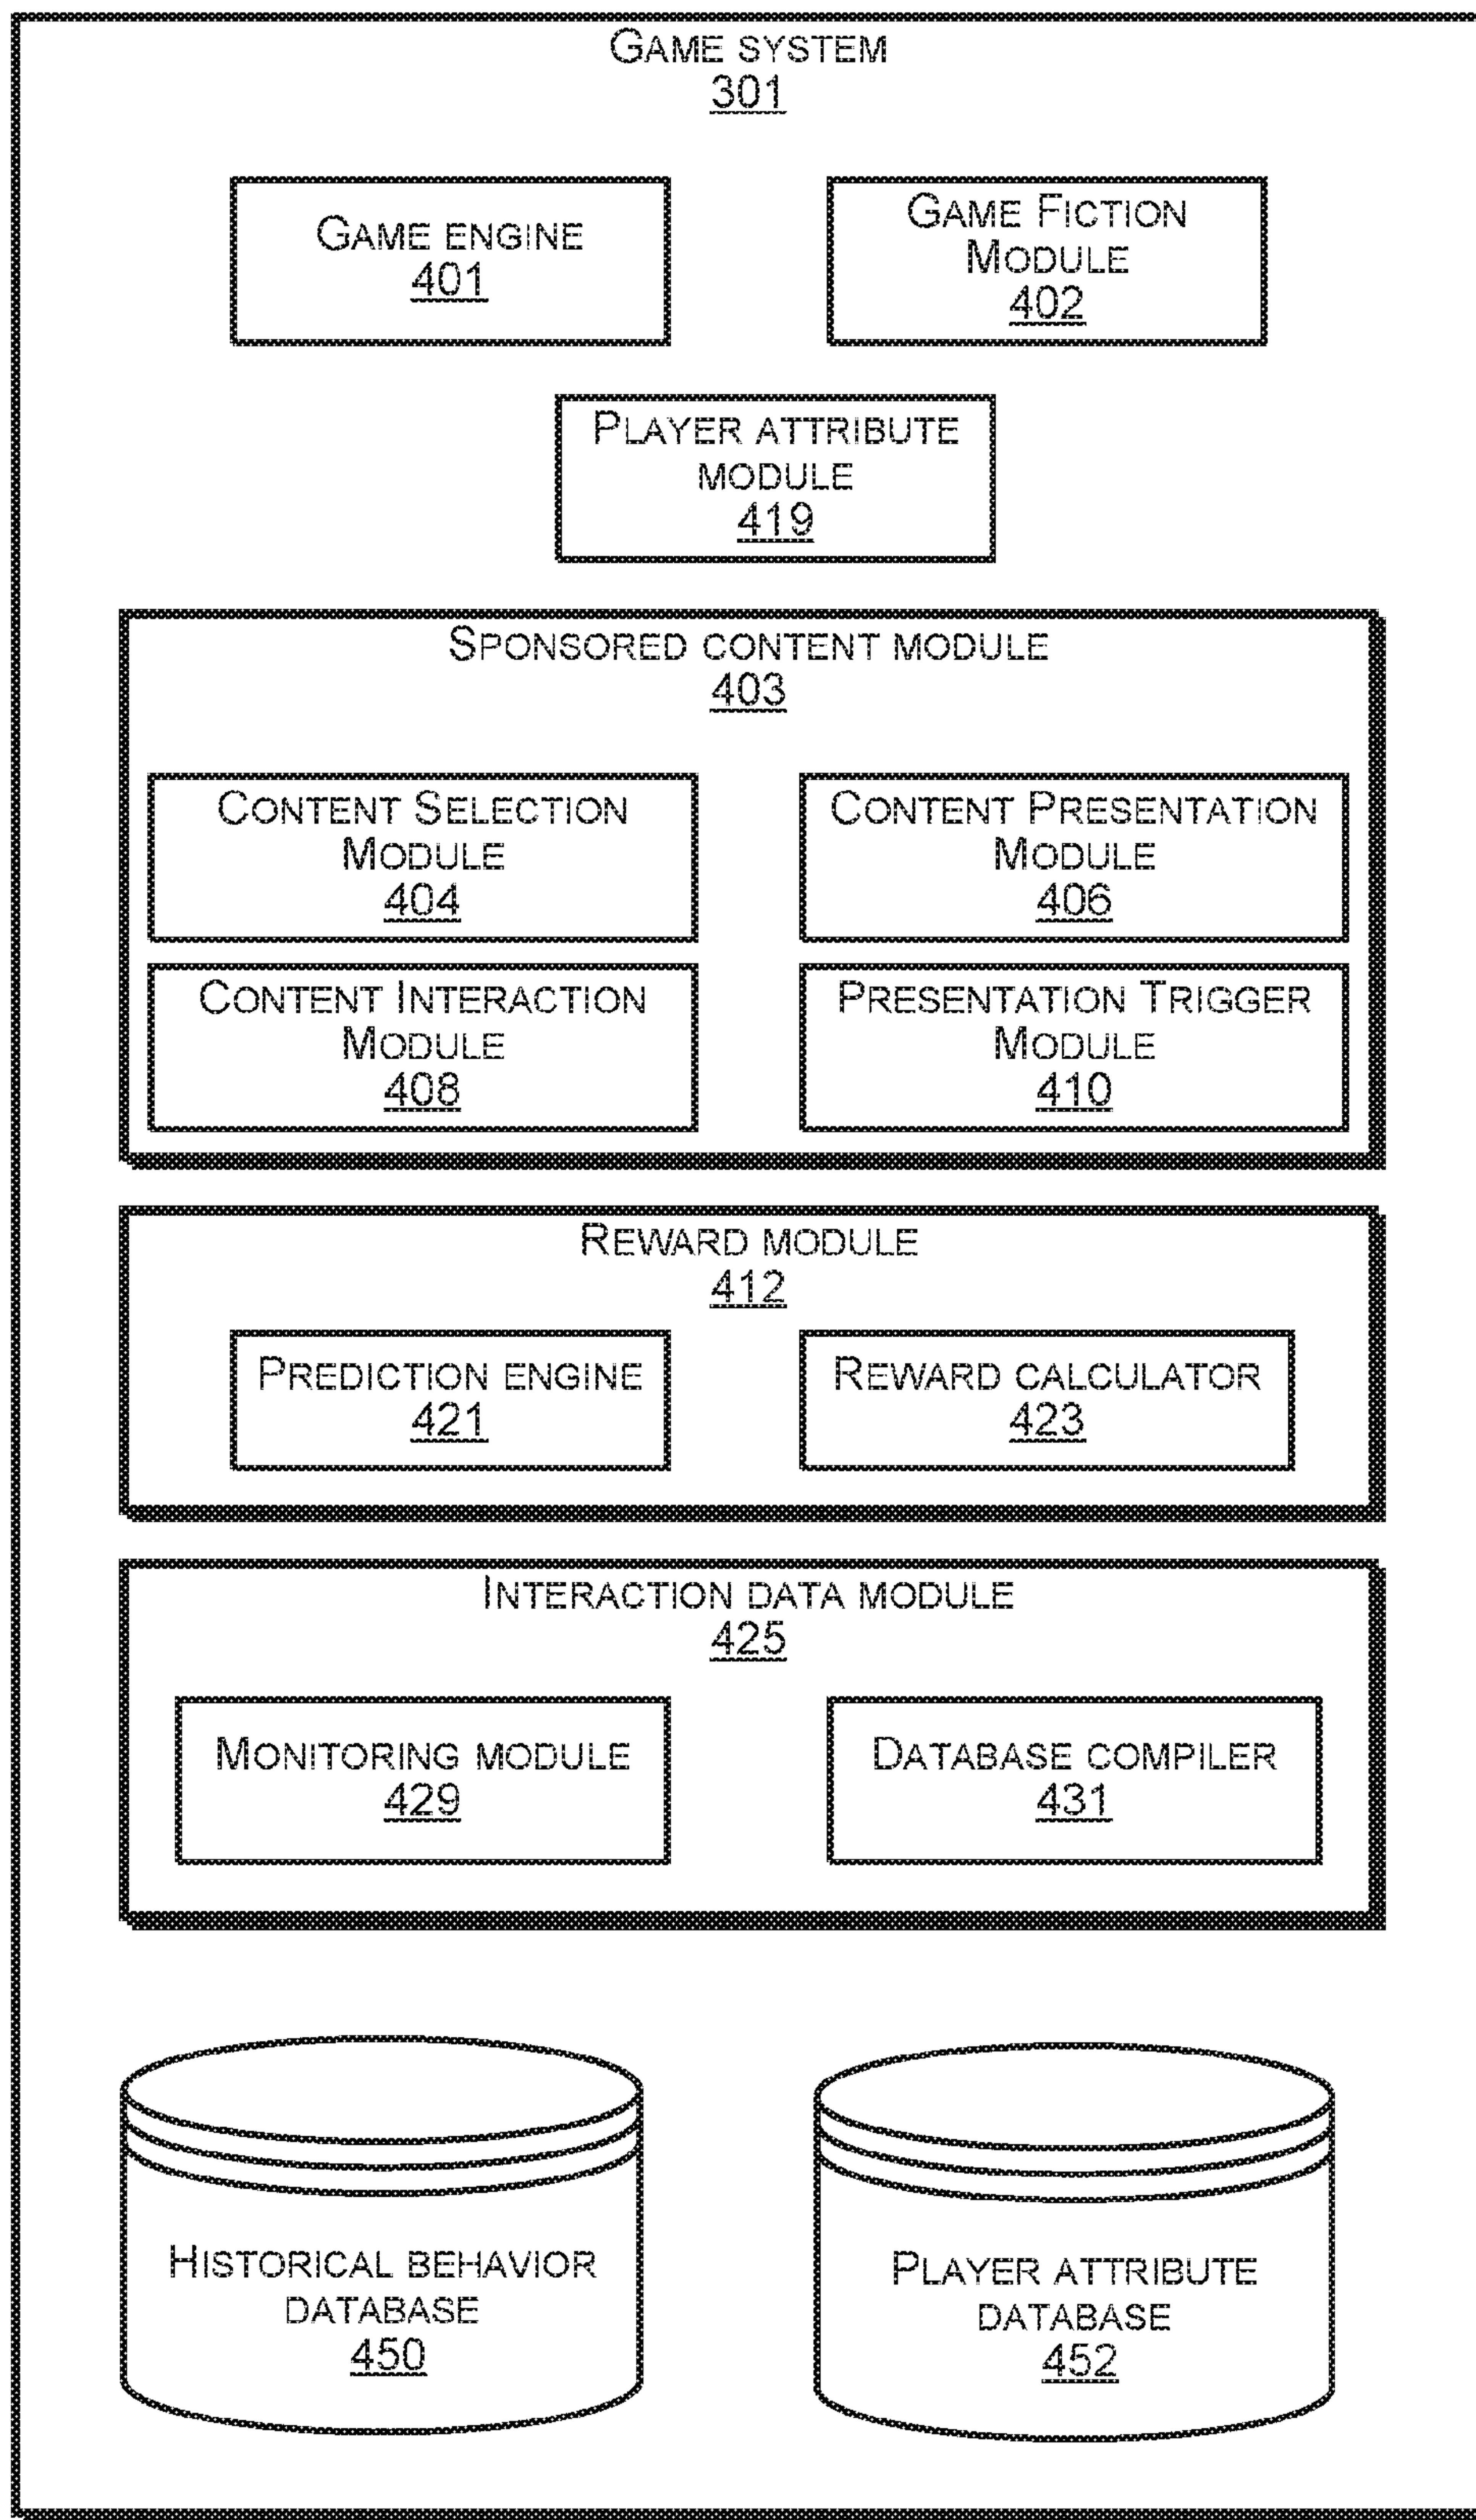 GAME SYSTEM
301
GAME ENGINE
401
GAME FICTION
MODULE
402
PLAYER ATTRIBUTE
MODULE
419
SPONSORED CONTENT MODULE
403
CONTENT SELECTION
MODULE
404
CONTENT PRESENTATION
MODULE
406
CONTENT INTERACTION
MODULE
408
PRESENTATION TRIGGER
MODULE
410
REWARD MODULE
412
PREDICTION ENGINE
421
REWARD CALCULATOR
423
INTERACTION DATA MODULE
425
MONITORING MODULE
429
DATABASE COMPILER
431
HISTORICAL BEHAVIOR
DATABASE
450
PLAYER ATTRIBUTE
DATABASE
452